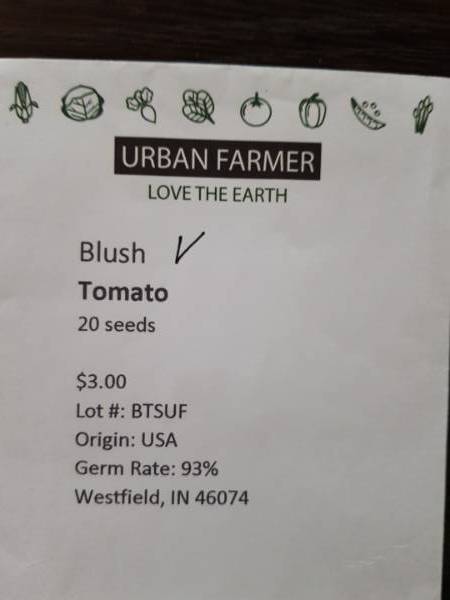 URBAN FARMER
LOVE THE EARTH
Blush
Tomato
20 seeds
$3.00
Lot #: BTSUF
Origin: USA
Germ Rate: 93%
Westfield, IN 46074